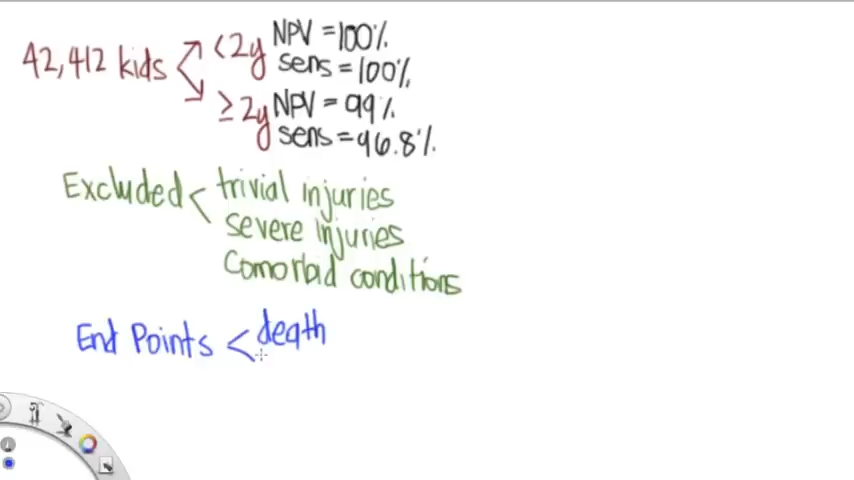 42,412 kids
<2y NPV = 100%
sens = 100%
≥2y NPV = 99%
sens = 96.8%
Excluded < trivial injuries
severe injuries
Comorbid conditions
End Points < death